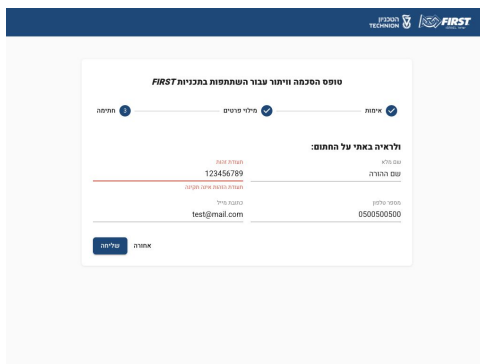 הטכניון
TECHNION
FIRST
טופס הסכמה וויתור עבור השתתפות בתכניות FIRST
אימות
מילוי פרטים
3 חתימה
ולראיה באתי על החתום:
שם מלא
שם ההורה
תעודת זהות
123456789
תעודת הזהות אינה תקינה
מספר טלפון
0500500500
כתובת מייל
test@mail.com
אחורה
שליחה